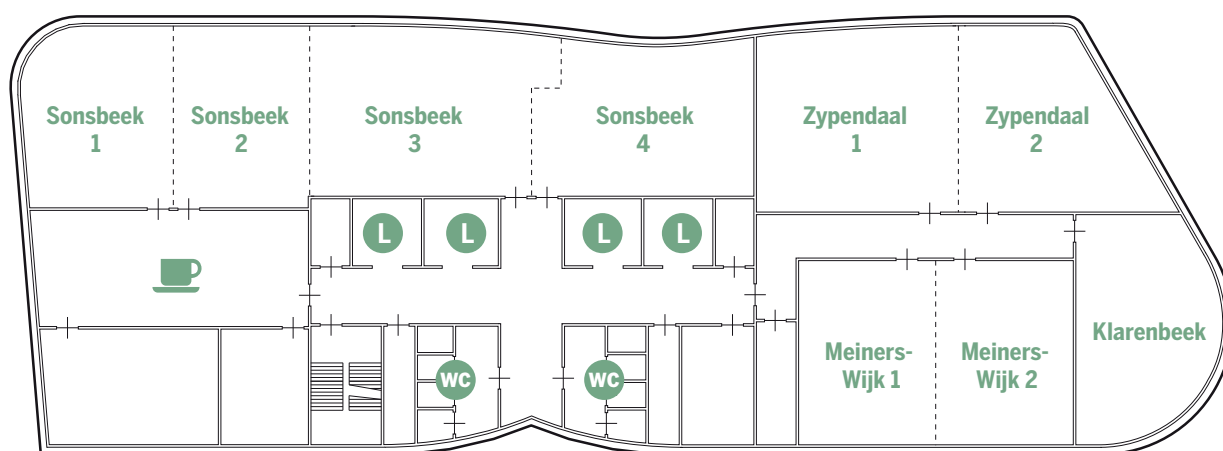 Sonsbeek
1
Sonsbeek
2
Sonsbeek
3
Sonsbeek
4
Zypendaal
1
Zypendaal
2
L
L
L
L
Klarenbeek
Meiners-
Wijk 1
Meiners-
Wijk 2
WC
WC